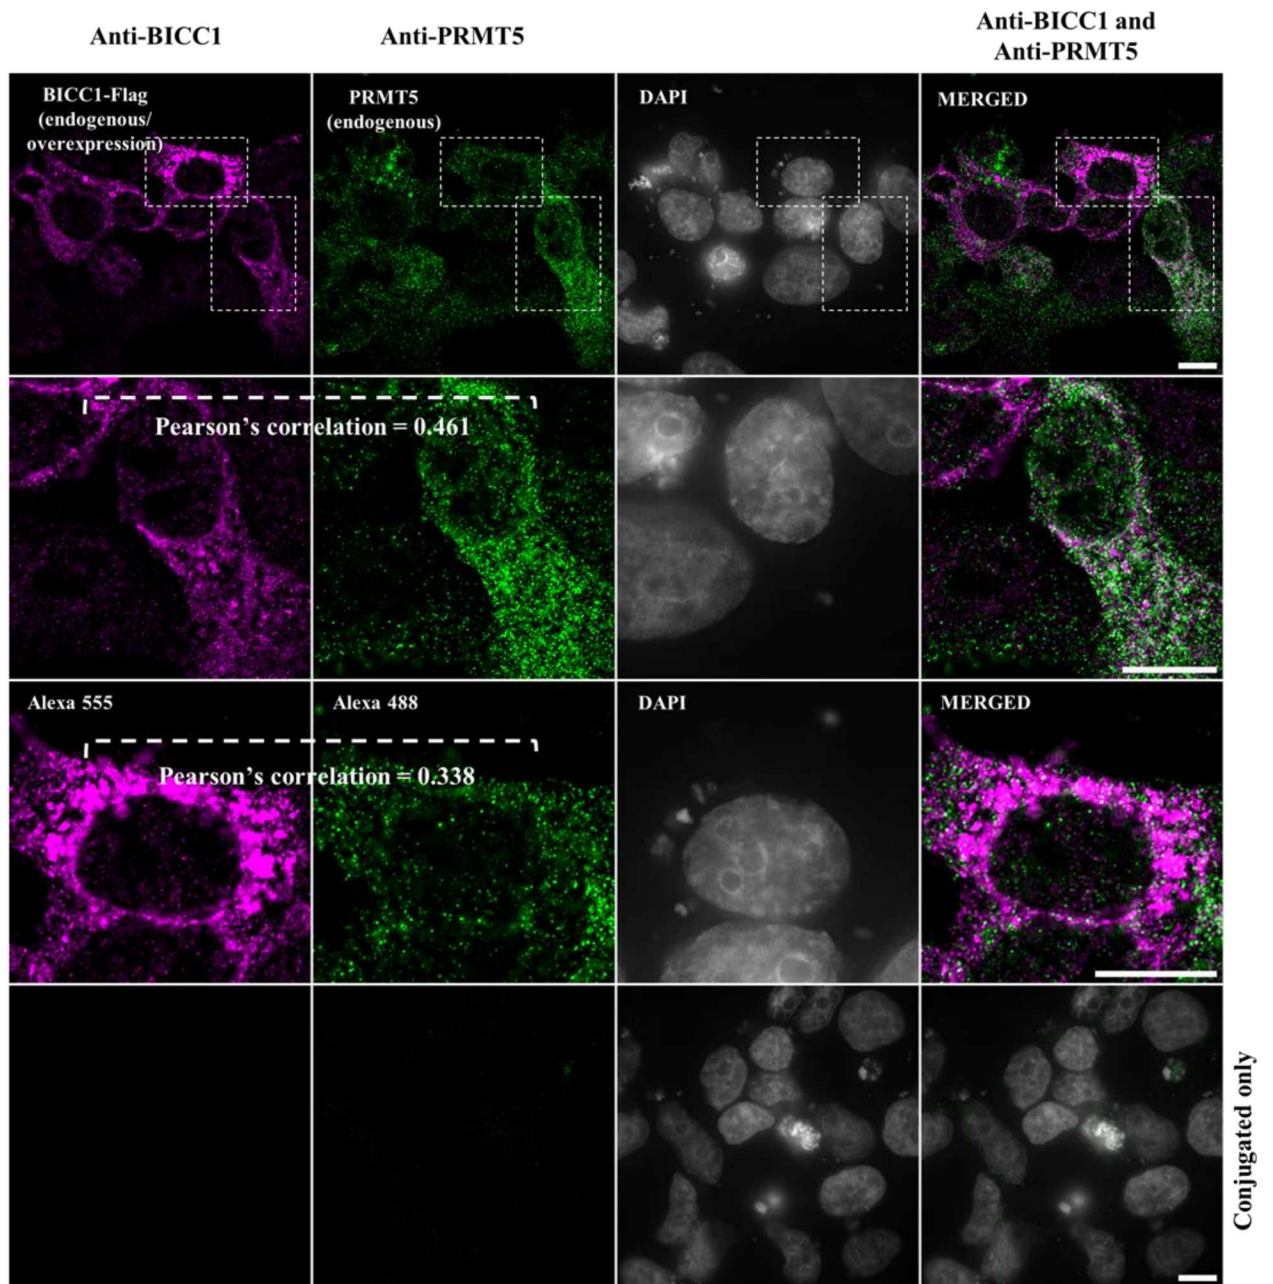 Anti-BICC1
Anti-PRMT5
Anti-BICC1 and
Anti-PRMT5
BICC1-Flag
(endogenous/
overexpression)
PRMT5
(endogenous)
DAPI
MERGED
Pearson's correlation = 0.461
Alexa 555
Alexa 488
DAPI
MERGED
Pearson's correlation = 0.338
Conjugated only